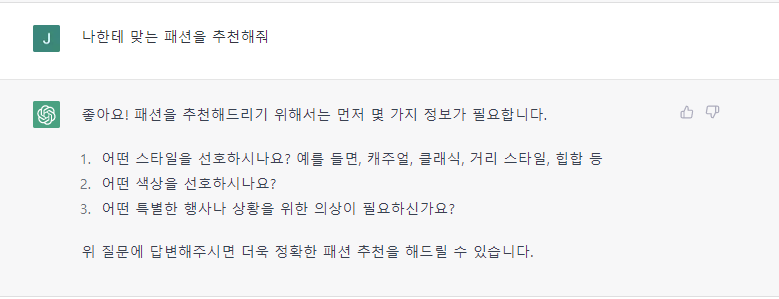 J 나한테 맞는 패션을 추천해줘
좋아요! 패션을 추천해드리기 위해서는 먼저 몇 가지 정보가 필요합니다.
1. 어떤 스타일을 선호하시나요? 예를 들면, 캐주얼, 클래식, 거리 스타일, 힙합 등
2. 어떤 색상을 선호하시나요?
3. 어떤 특별한 행사나 상황을 위한 의상이 필요하신가요?
위 질문에 답변해주시면 더욱 정확한 패션 추천을 해드릴 수 있습니다.